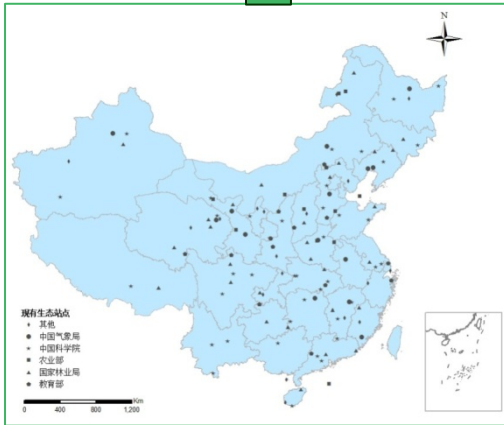 N
现有生态站点
其他
中国气象局
中国科学院
农业部
国家林业局
教育部
Km
0 400 800 1,200